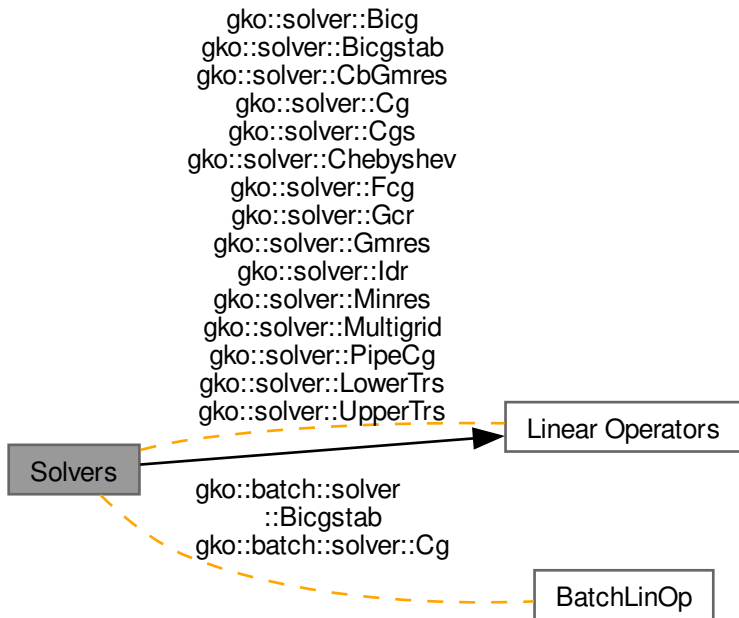 gko::solver::Bicg
gko::solver::Bicgstab
gko::solver::CbGmres
gko::solver::Cg
gko::solver::Cgs
gko::solver::Chebyshev
gko::solver::Fcg
gko::solver::Gcr
gko::solver::Gmres
gko::solver::Idr
gko::solver::Minres
gko::solver::Multigrid
gko::solver::PipeCg
gko::solver::LowerTrs
gko::solver::UpperTrs
Linear Operators
Solvers
gko::batch::solver
::Bicgstab
gko::batch::solver::Cg
BatchLinOp